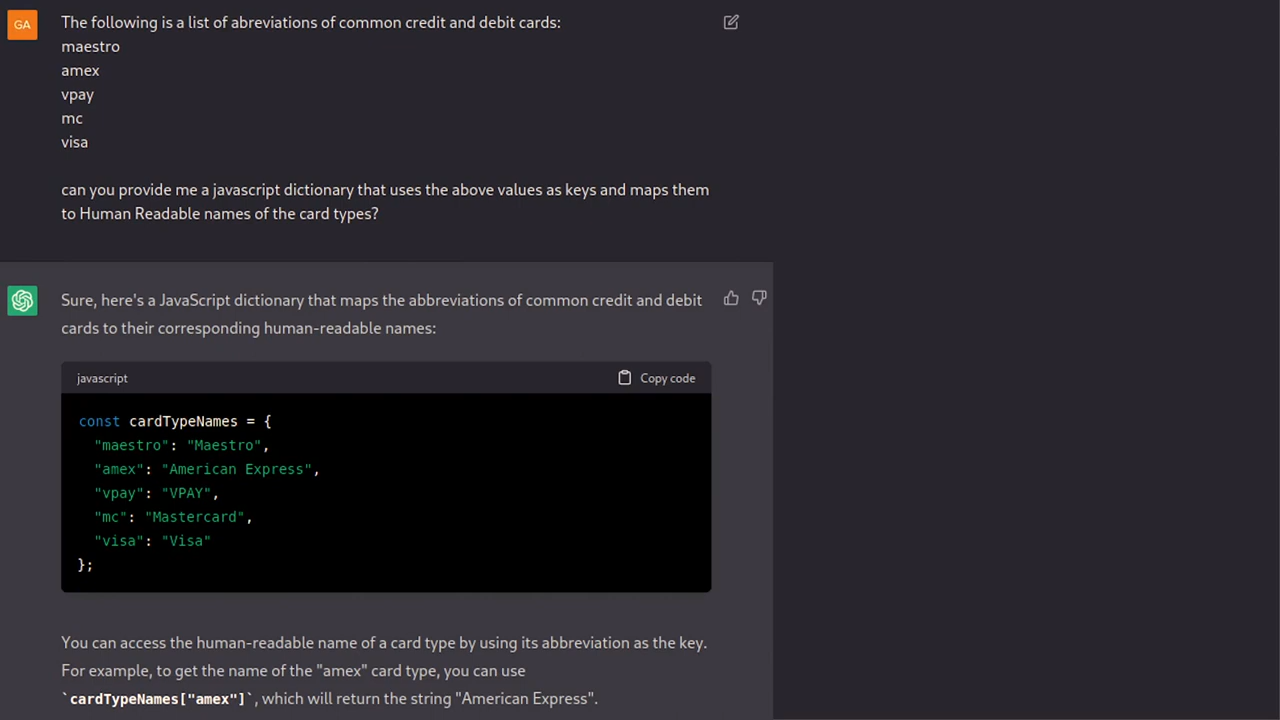 GA
The following is a list of abreviations of common credit and debit cards:
maestro
amex
vpay
mc
visa
can you provide me a javascript dictionary that uses the above values as keys and maps them
to Human Readable names of the card types?
Sure, here's a JavaScript dictionary that maps the abbreviations of common credit and debit
cards to their corresponding human-readable names:
javascript Copy code
const cardTypeNames = {
  "maestro": "Maestro",
  "amex": "American Express",
  "vpay": "VPAY",
  "mc": "Mastercard",
  "visa": "Visa"
};
You can access the human-readable name of a card type by using its abbreviation as the key.
For example, to get the name of the "amex" card type, you can use
`cardTypeNames["amex"]`, which will return the string "American Express".